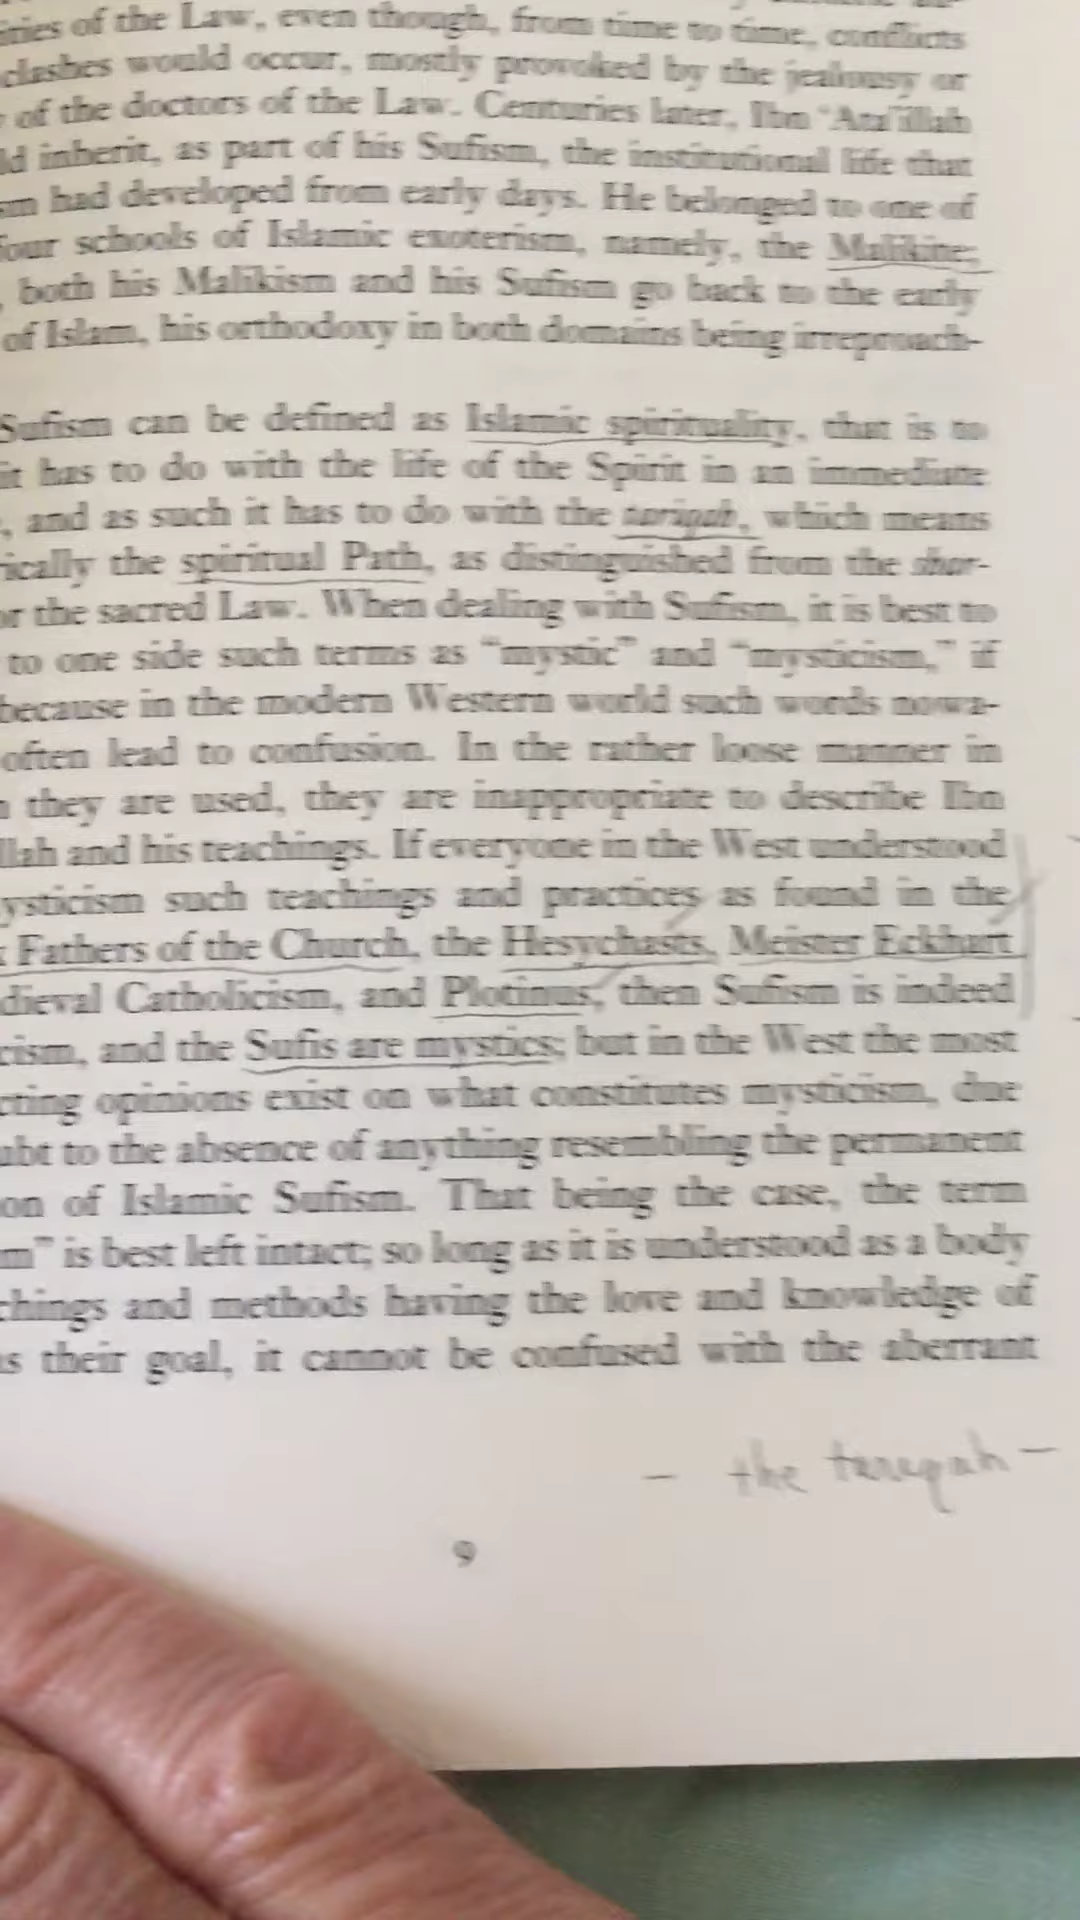 of the Law, even though, from time to time, conflicts
clashes would occur, mostly provoked by the jealousy or
of the doctors of the Law. Centuries later, Ibn ‘Ata’illah
inherit, as part of his Sufism, the institutional life that
had developed from early days. He belonged to one of
four schools of Islamic exoterism, namely, the Malikite;
both his Malikism and his Sufism go back to the early
of Islam, his orthodoxy in both domains being irreproach-
Sufism can be defined as Islamic spirituality, that is to
it has to do with the life of the Spirit in an immediate
, and as such it has to do with the tariqah, which means
ically the spiritual Path, as distinguished from the shar-
or the sacred Law. When dealing with Sufism, it is best to
to one side such terms as “mystic” and “mysticism,” if
because in the modern Western world such words nowa-
often lead to confusion. In the rather loose manner in
they are used, they are inappropriate to describe Ibn
llah and his teachings. If everyone in the West understood
ysticism such teachings and practices as found in the
Fathers of the Church, the Hesychasts, Meister Eckhart
dieval Catholicism, and Plotinus, then Sufism is indeed
cism, and the Sufis are mystics; but in the West the most
cting opinions exist on what constitutes mysticism, due
ubt to the absence of anything resembling the permanent
on of Islamic Sufism. That being the case, the term
m” is best left intact; so long as it is understood as a body
chings and methods having the love and knowledge of
s their goal, it cannot be confused with the aberrant
- the tareqah -
9